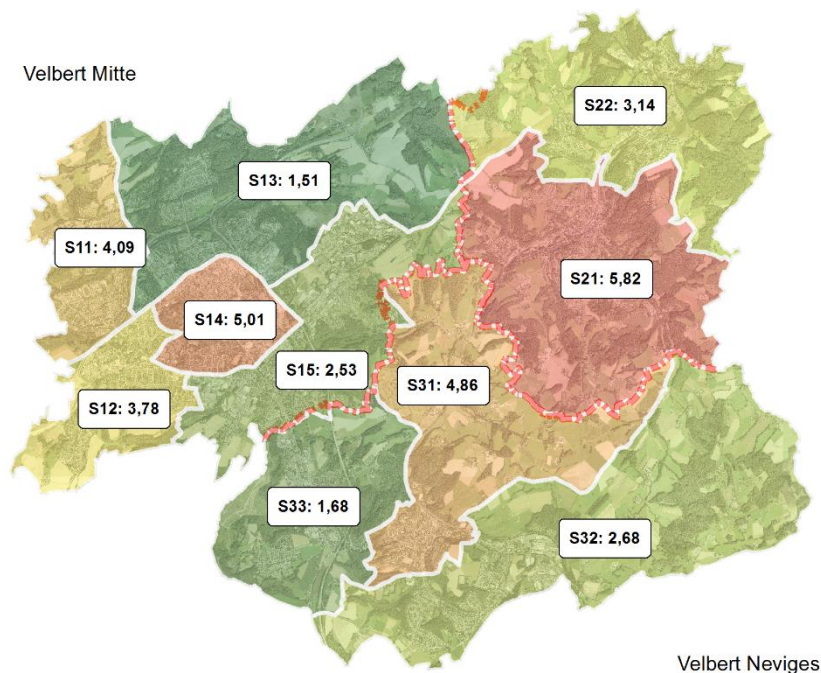 Velbert Mitte
S22: 3,14
S13: 1,51
S11: 4,09
S21: 5,82
S14: 5,01
S15: 2,53
S31: 4,86
S12: 3,78
S33: 1,68
S32: 2,68
Velbert Neviges